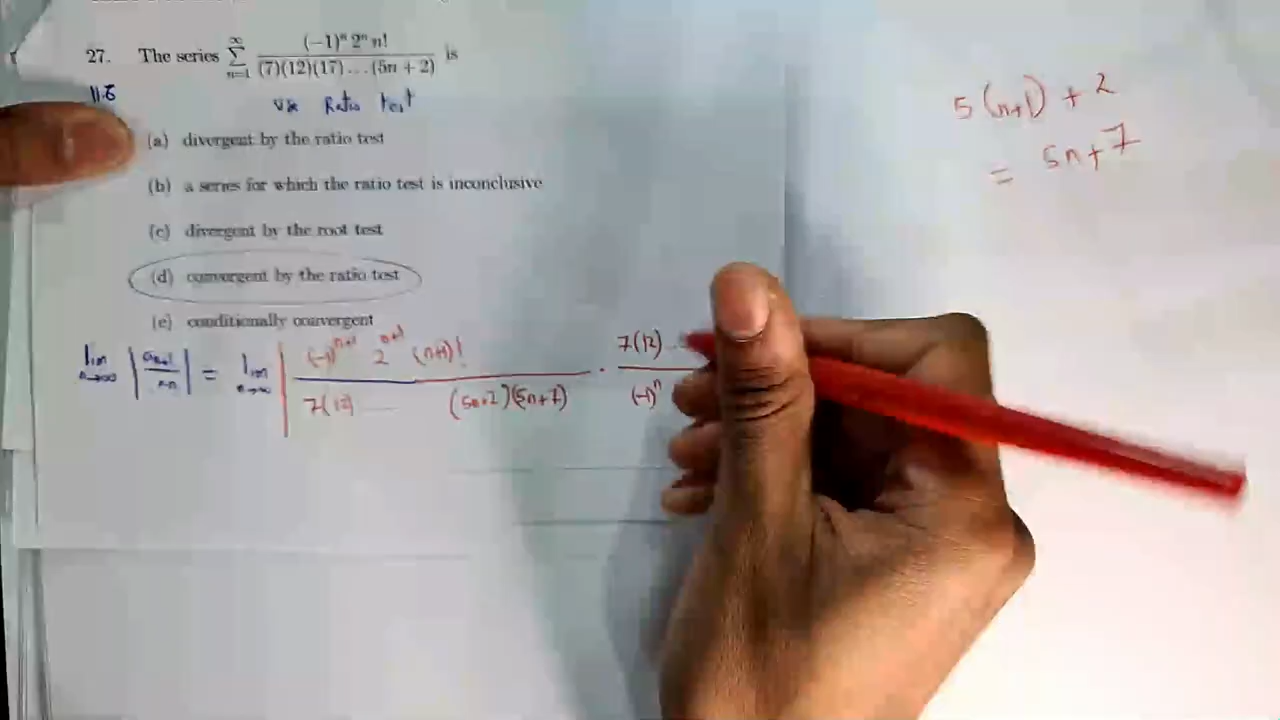 27. The series ∑_{n=1}^{∞} (−1)^n 2^n n! / (7)(12)(17)...(5n + 2) is
11.6
Use Ratio test
(a) divergent by the ratio test
(b) a series for which the ratio test is inconclusive
(c) divergent by the root test
(d) convergent by the ratio test
(e) conditionally convergent
lim_{n→∞} |a_{n+1} / a_n| = lim_{n→∞} | (-1)^{n+1} 2^{n+1} (n+1)! / 7(12) ..... (5n+2)(5n+7) · 7(12) .. / (-1)^n
5(n+1) + 2
= 5n+7